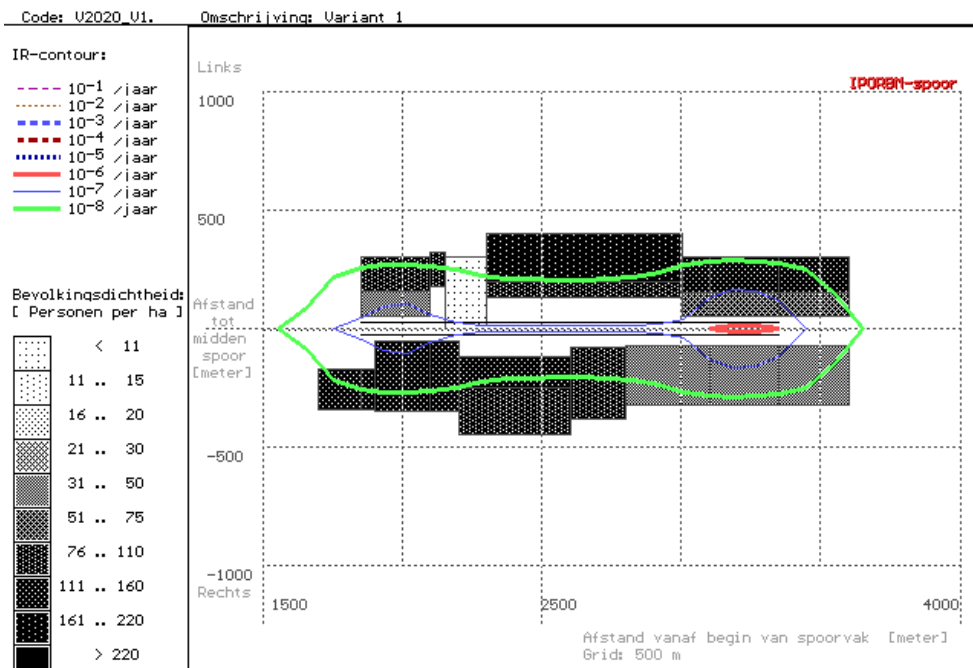 Code: V2020_V1. Omschrijving: Variant 1
IR-contour:
10-1 /jaar
10-2 /jaar
10-3 /jaar
10-4 /jaar
10-5 /jaar
10-6 /jaar
10-7 /jaar
10-8 /jaar
Bevolkingsdichtheid:
[ Personen per ha ]
< 11
11 .. 15
16 .. 20
21 .. 30
31 .. 50
51 .. 75
76 .. 110
111 .. 160
161 .. 220
> 220
Links
IPORBM-spoor
1000
500
Afstand
tot
midden
spoor
[meter]
-500
-1000
Rechts
1500 2500 4000
Afstand vanaf begin van spoorvak [meter]
Grid: 500 m